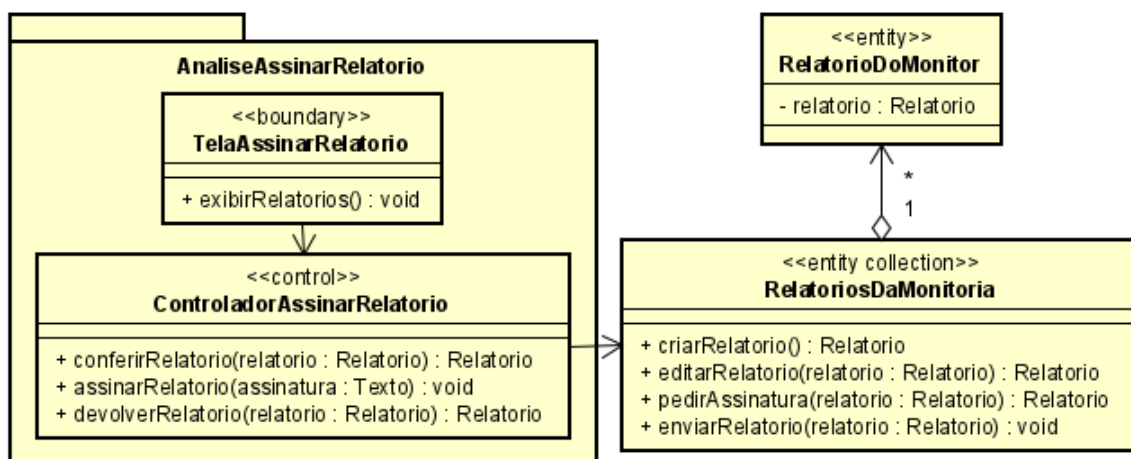 AnaliseAssinarRelatorio
<<boundary>>
TelaAssinarRelatorio
+ exibirRelatorios() : void
<<control>>
ControladorAssinarRelatorio
+ conferirRelatorio(relatorio : Relatorio) : Relatorio
+ assinarRelatorio(assinatura : Texto) : void
+ devolverRelatorio(relatorio : Relatorio) : Relatorio
<<entity>>
RelatorioDoMonitor
- relatorio : Relatorio
*
1
<<entity collection>>
RelatoriosDaMonitoria
+ criarRelatorio() : Relatorio
+ editarRelatorio(relatorio : Relatorio) : Relatorio
+ pedirAssinatura(relatorio : Relatorio) : Relatorio
+ enviarRelatorio(relatorio : Relatorio) : void